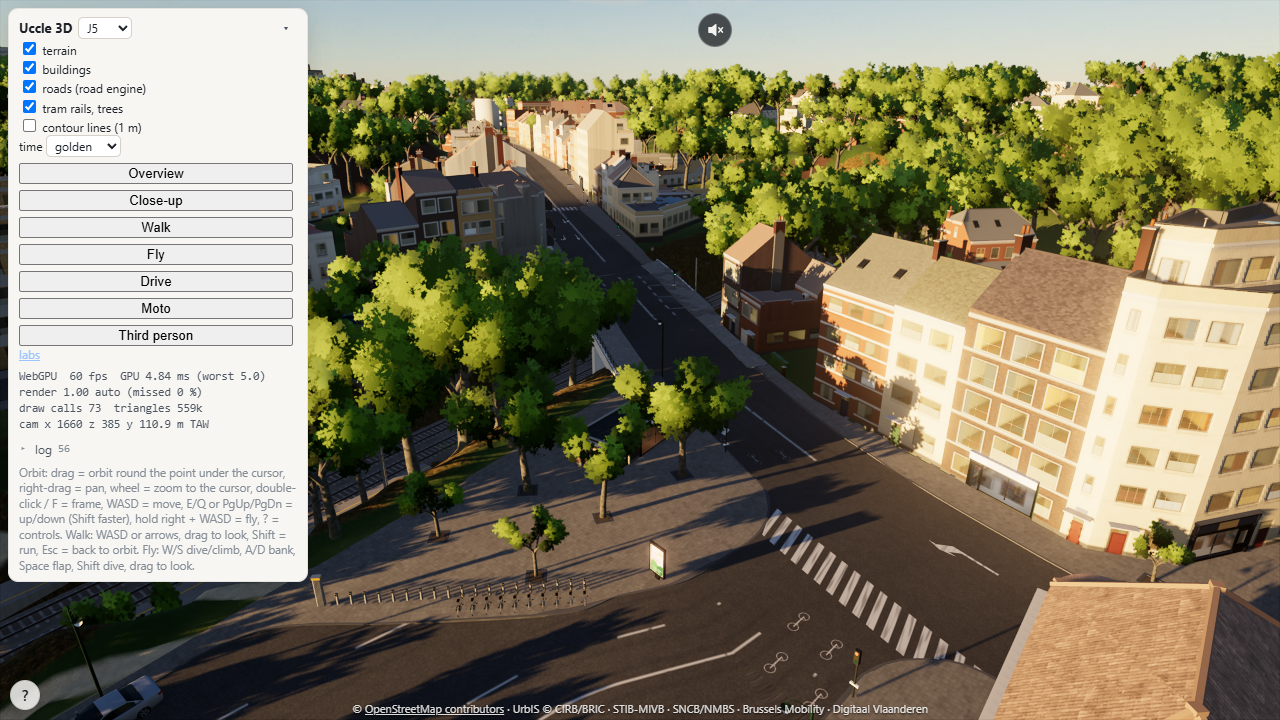 Uccle 3D J5
terrain
buildings
roads (road engine)
tram rails, trees
contour lines (1 m)
time golden
Overview
Close-up
Walk
Fly
Drive
Moto
Third person
labs
WebGPU 60 fps GPU 4.84 ms (worst 5.0)
render 1.00 auto (missed 0 %)
draw calls 73 triangles 559k
cam x 1660 z 385 y 110.9 m TAW
log 56
Orbit: drag = orbit round the point under the cursor,
right-drag = pan, wheel = zoom to the cursor, double-
click / F = frame, WASD = move, E/Q or PgUp/PgDn =
up/down (Shift faster), hold right + WASD = fly, ? =
controls. Walk: WASD or arrows, drag to look, Shift =
run, Esc = back to orbit. Fly: W/S dive/climb, A/D bank,
Space flap, Shift dive, drag to look.
?
© OpenStreetMap contributors · UrbIS © CIRB/BRIC · STIB-MIVB · SNCB/NMBS · Brussels Mobility · Digitaal Vlaanderen